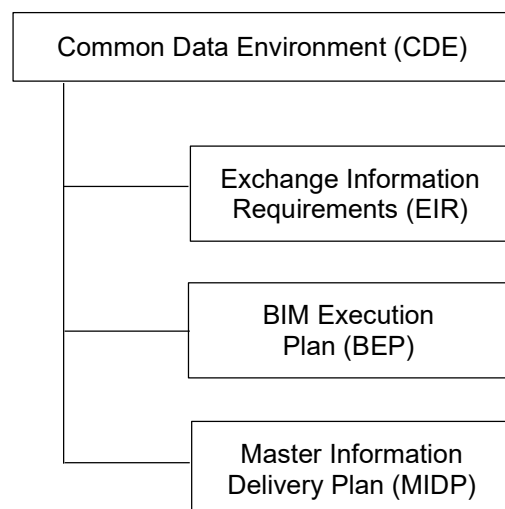 Common Data Environment (CDE)
Exchange Information
Requirements (EIR)
BIM Execution
Plan (BEP)
Master Information
Delivery Plan (MIDP)